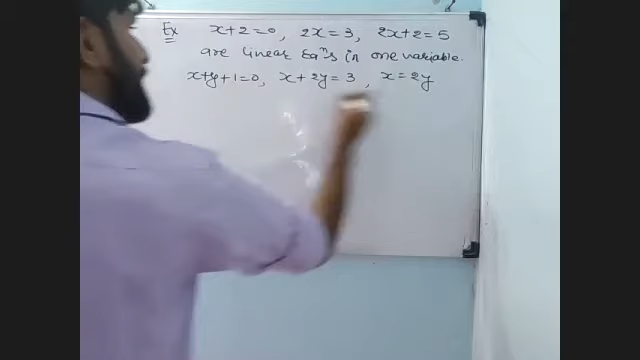 Ex x+2=0, 2x=3, 2x+2=5
are linear Eqⁿs in one variable.
x+y+1=0, x+2y=3, x=2y